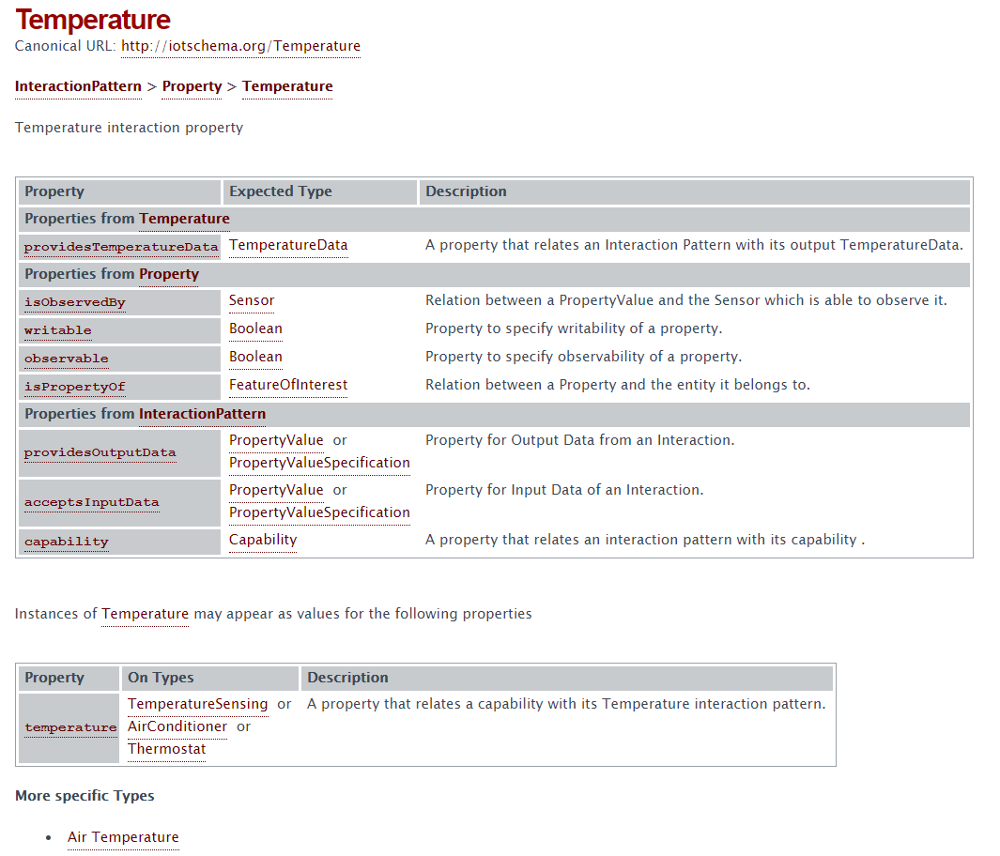 Temperature
Canonical URL: http://iotschema.org/Temperature
InteractionPattern > Property > Temperature
Temperature interaction property
Property Expected Type Description
Properties from Temperature
providesTemperatureData TemperatureData A property that relates an Interaction Pattern with its output TemperatureData.
Properties from Property
isObservedBy Sensor Relation between a PropertyValue and the Sensor which is able to observe it.
writable Boolean Property to specify writability of a property.
observable Boolean Property to specify observability of a property.
isPropertyOf FeatureOfInterest Relation between a Property and the entity it belongs to.
Properties from InteractionPattern
providesOutputData PropertyValue or Property for Output Data from an Interaction.
PropertyValueSpecification
acceptsInputData PropertyValue or Property for Input Data of an Interaction.
PropertyValueSpecification
capability Capability A property that relates an interaction pattern with its capability .
Instances of Temperature may appear as values for the following properties
Property On Types Description
temperature TemperatureSensing or A property that relates a capability with its Temperature interaction pattern.
AirConditioner or
Thermostat
More specific Types
• Air Temperature